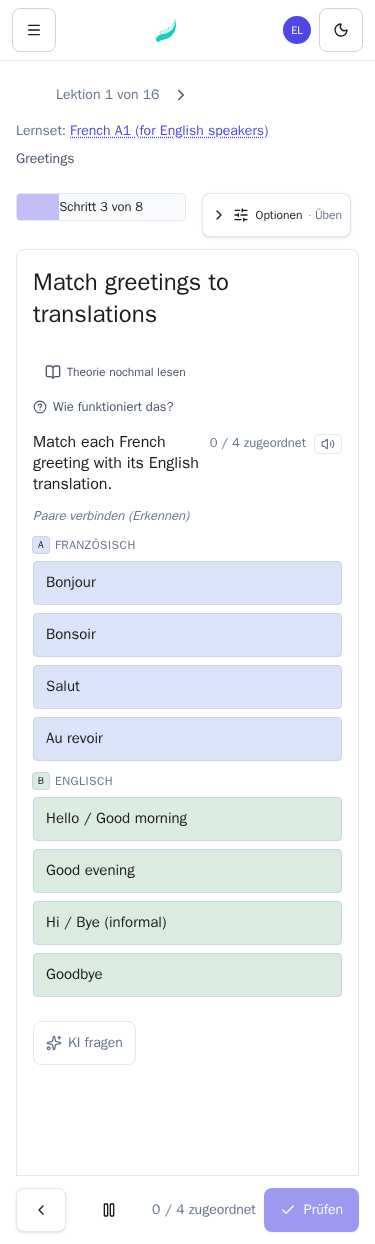 EL
Lektion 1 von 16
Lernset: French A1 (for English speakers)
Greetings
Schritt 3 von 8
Optionen · Üben
Match greetings to
translations
Theorie nochmal lesen
Wie funktioniert das?
Match each French
greeting with its English
translation.
0 / 4 zugeordnet
Paare verbinden (Erkennen)
A FRANZÖSISCH
Bonjour
Bonsoir
Salut
Au revoir
B ENGLISCH
Hello / Good morning
Good evening
Hi / Bye (informal)
Goodbye
KI fragen
0 / 4 zugeordnet
Prüfen